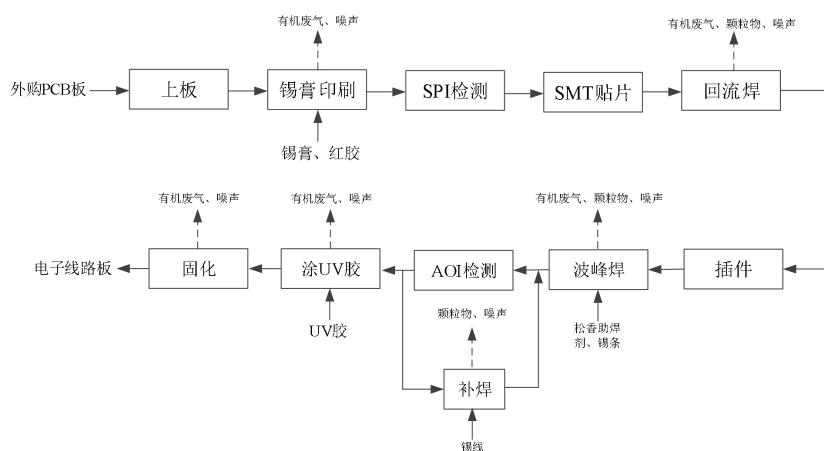 有机废气、噪声
有机废气、颗粒物、噪声
外购PCB板
上板
锡膏印刷
SPI检测
SMT贴片
回流焊
锡膏、红胶
有机废气、噪声
有机废气、噪声
有机废气、颗粒物、噪声
电子线路板
固化
涂UV胶
AOI检测
波峰焊
插件
颗粒物、噪声
UV胶
松香助焊
剂、锡条
补焊
锡线